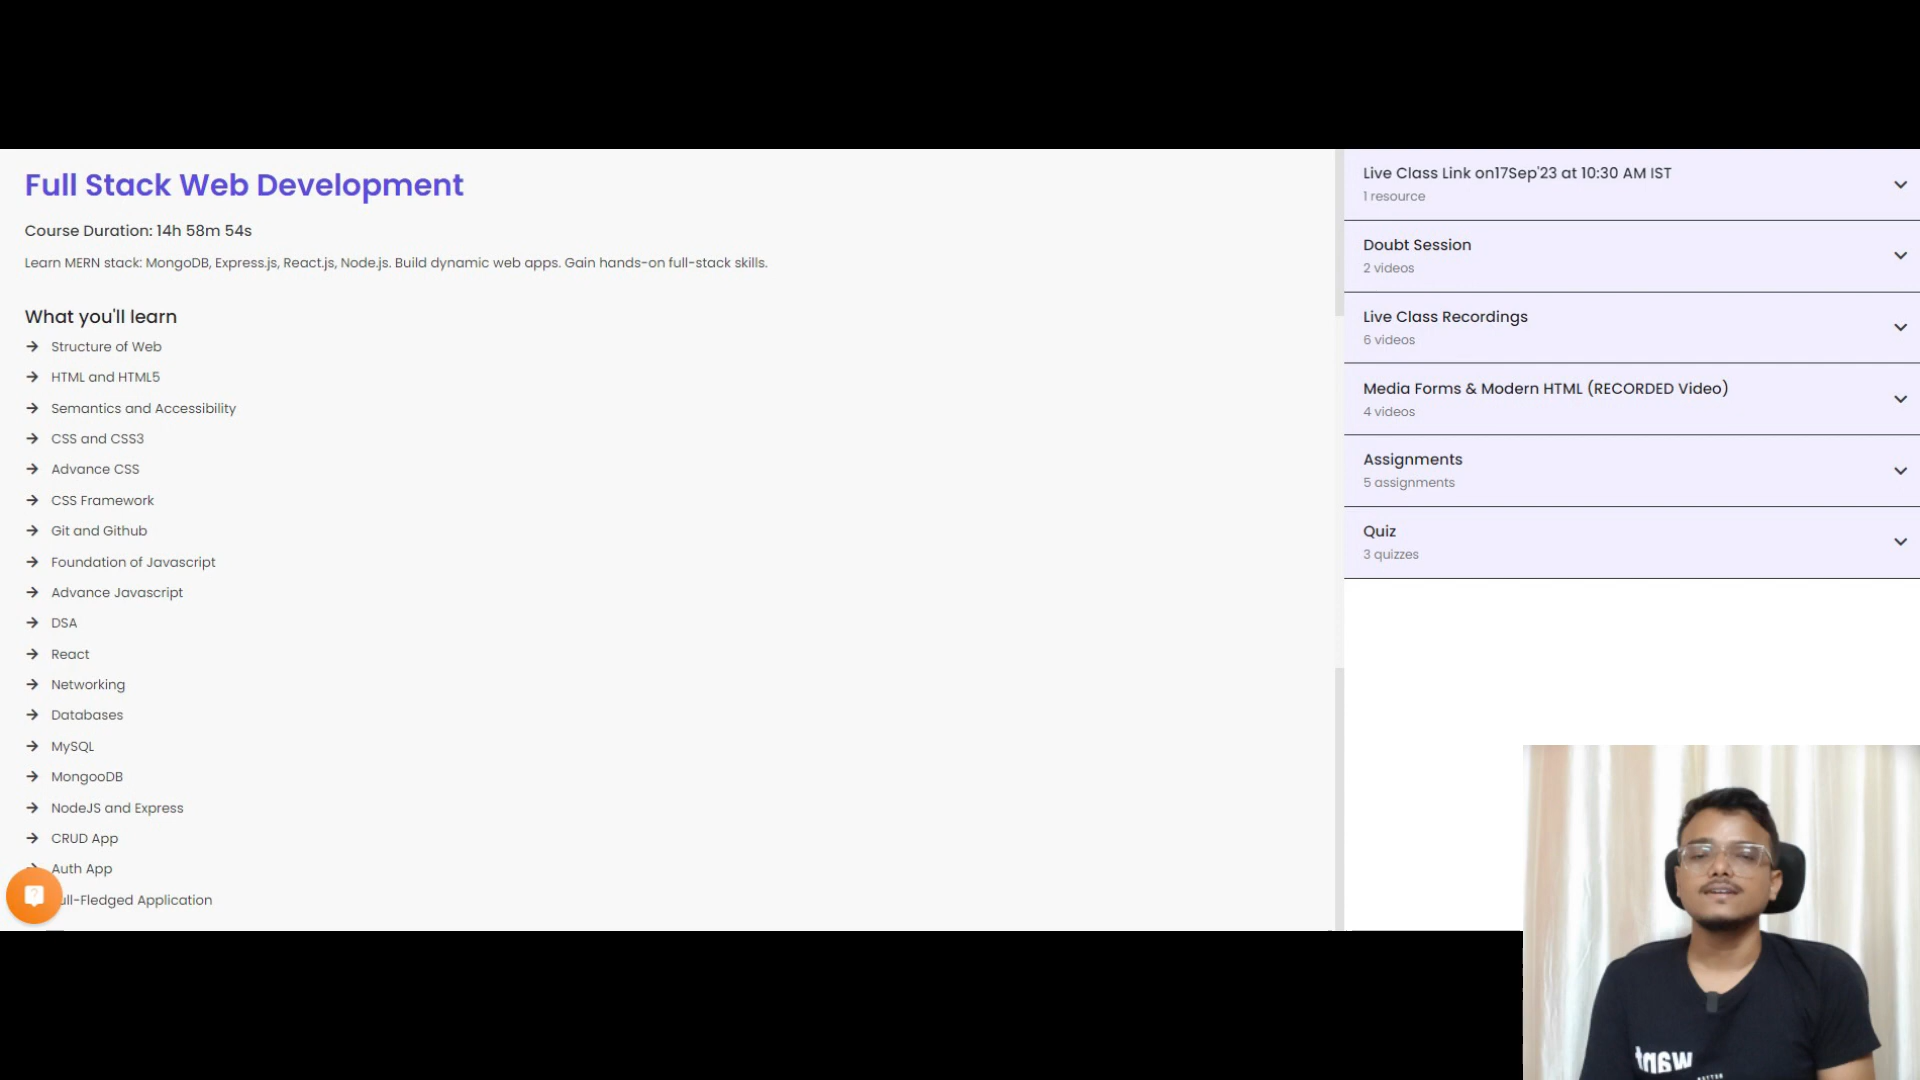 Full Stack Web Development
Course Duration: 14h 58m 54s
Learn MERN stack: MongoDB, Express.js, React.js, Node.js. Build dynamic web apps. Gain hands-on full-stack skills.
What you'll learn
Structure of Web
HTML and HTML5
Semantics and Accessibility
CSS and CSS3
Advance CSS
CSS Framework
Git and Github
Foundation of Javascript
Advance Javascript
DSA
React
Networking
Databases
MySQL
MongooDB
NodeJS and Express
CRUD App
Auth App
ull-Fledged Application
Live Class Link on17Sep'23 at 10:30 AM IST
1 resource
Doubt Session
2 videos
Live Class Recordings
6 videos
Media Forms & Modern HTML (RECORDED Video)
4 videos
Assignments
5 assignments
Quiz
3 quizzes
want